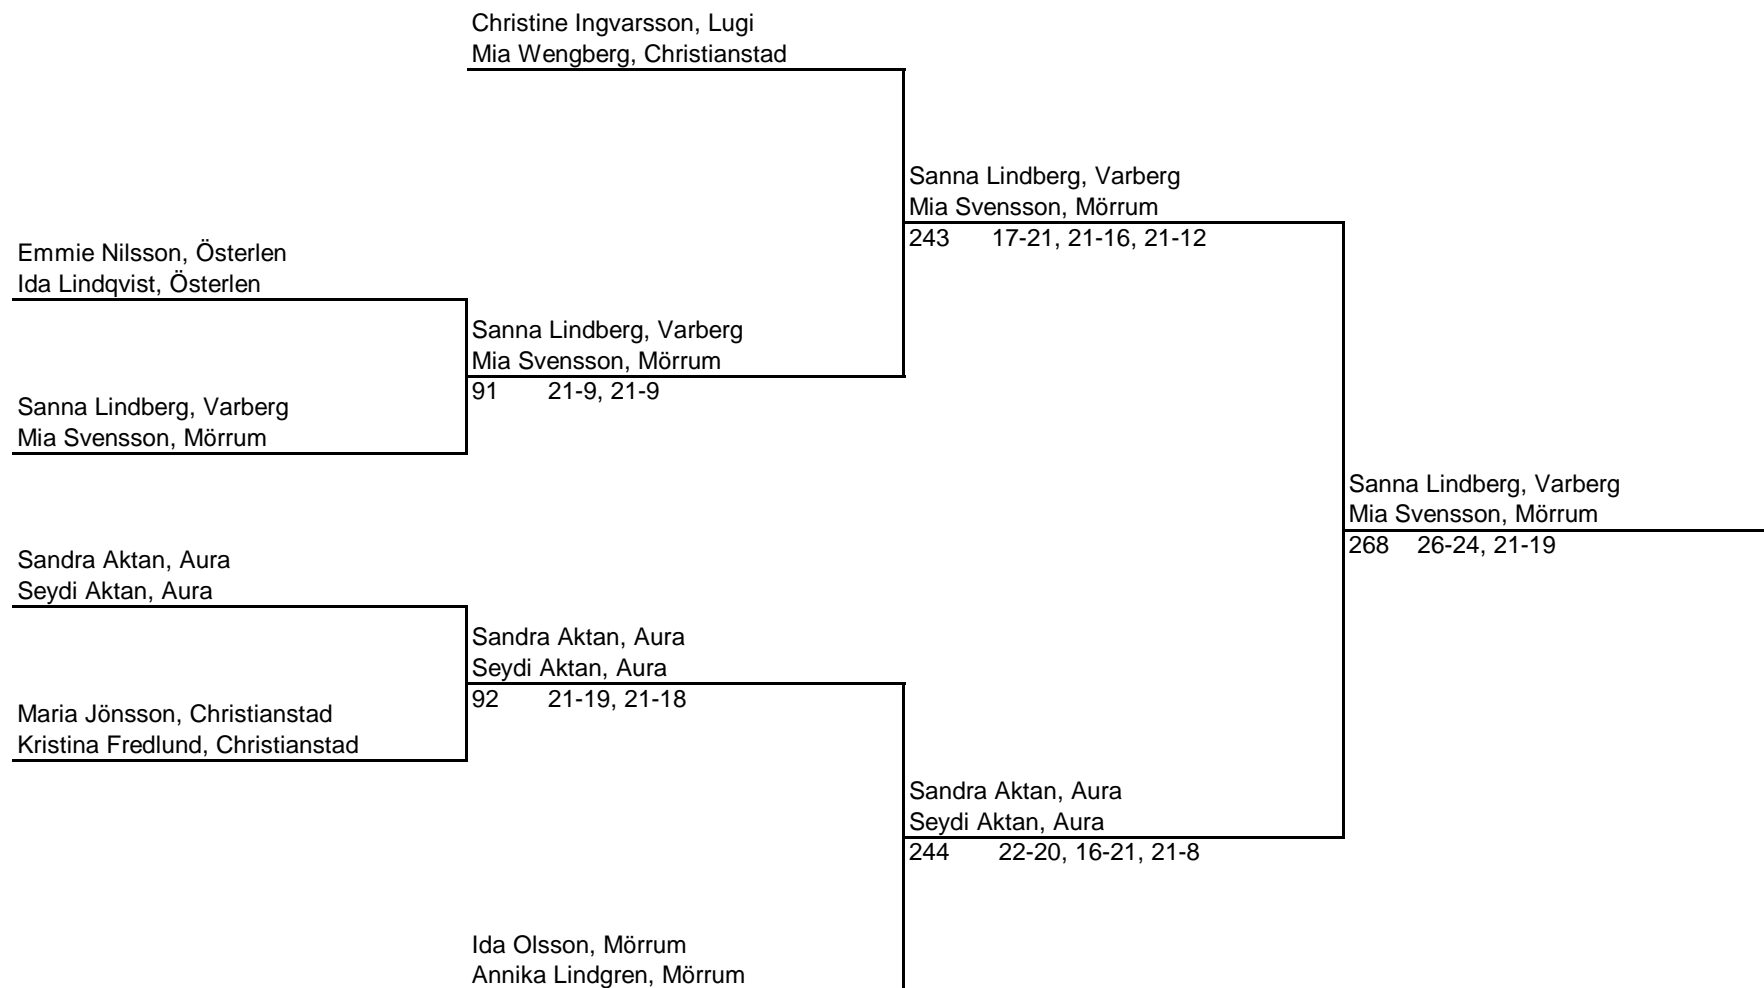 Christine Ingvarsson, Lugi
Mia Wengberg, Christianstad
Sanna Lindberg, Varberg
Mia Svensson, Mörrum
243 17-21, 21-16, 21-12
Emmie Nilsson, Österlen
Ida Lindqvist, Österlen
Sanna Lindberg, Varberg
Mia Svensson, Mörrum
91 21-9, 21-9
Sanna Lindberg, Varberg
Mia Svensson, Mörrum
Sanna Lindberg, Varberg
Mia Svensson, Mörrum
268 26-24, 21-19
Sandra Aktan, Aura
Seydi Aktan, Aura
Sandra Aktan, Aura
Seydi Aktan, Aura
92 21-19, 21-18
Maria Jönsson, Christianstad
Kristina Fredlund, Christianstad
Sandra Aktan, Aura
Seydi Aktan, Aura
244 22-20, 16-21, 21-8
Ida Olsson, Mörrum
Annika Lindgren, Mörrum